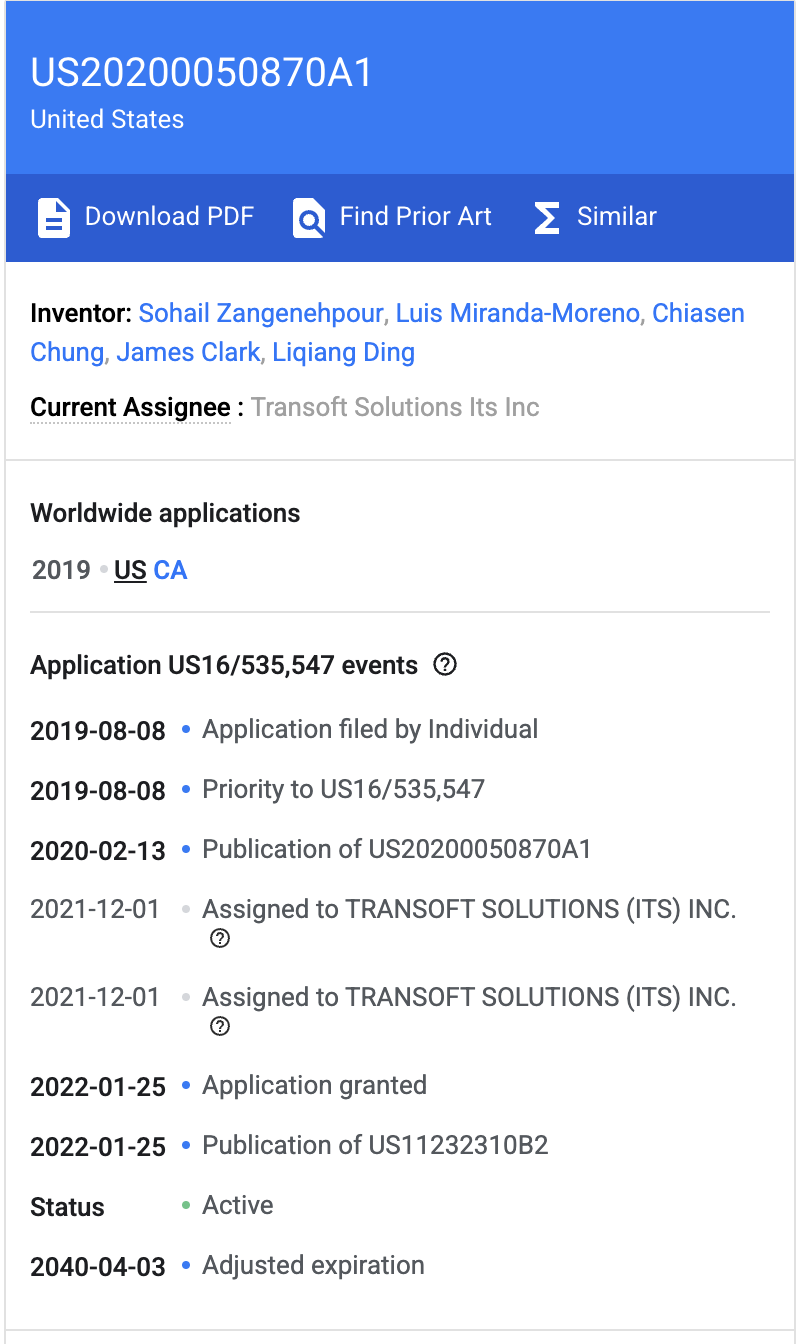 US20200050870A1
United States
Download PDF Find Prior Art Similar
Inventor: Sohail Zangenehpour, Luis Miranda-Moreno, Chiasen
Chung, James Clark, Liqiang Ding
Current Assignee : Transoft Solutions Its Inc
Worldwide applications
2019 • US CA
Application US16/535,547 events ?
2019-08-08 • Application filed by Individual
2019-08-08 • Priority to US16/535,547
2020-02-13 • Publication of US20200050870A1
2021-12-01 • Assigned to TRANSOFT SOLUTIONS (ITS) INC.
?
2021-12-01 • Assigned to TRANSOFT SOLUTIONS (ITS) INC.
?
2022-01-25 • Application granted
2022-01-25 • Publication of US11232310B2
Status • Active
2040-04-03 • Adjusted expiration